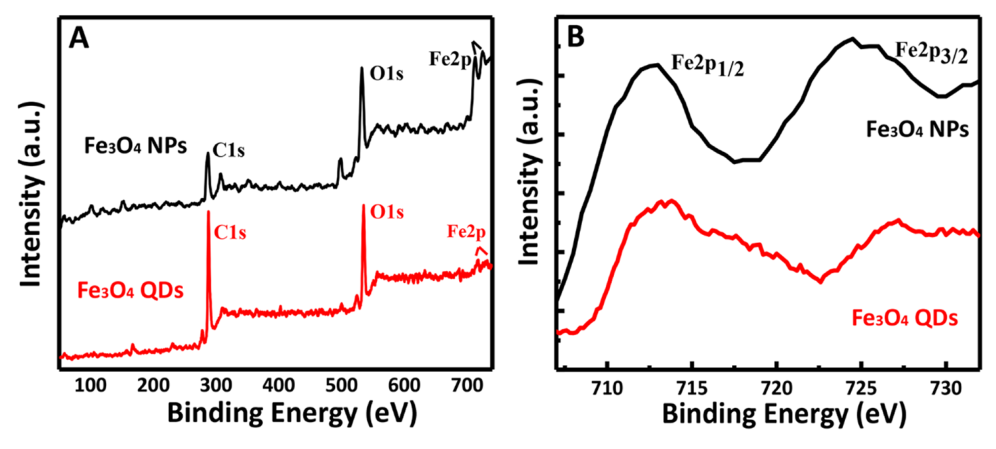 A
Fe2p
O1s
Fe₃O₄ NPs
C1s
O1s
C1s
Fe2p
Fe₃O₄ QDs
Intensity (a.u.)
100 200 300 400 500 600 700
Binding Energy (eV)
B
Fe2p1/2
Fe2p3/2
Fe₃O₄ NPs
Fe₃O₄ QDs
Intensity (a.u.)
710 715 720 725 730
Binding Energy (eV)